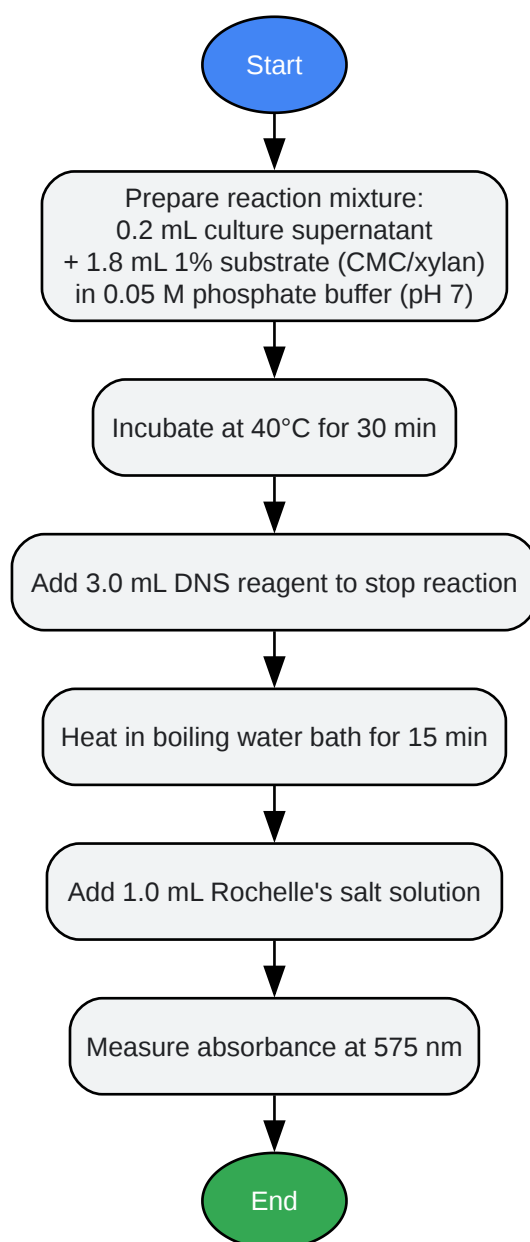 Start
Prepare reaction mixture:
0.2 mL culture supernatant
+ 1.8 mL 1% substrate (CMC/xylan)
in 0.05 M phosphate buffer (pH 7)
Incubate at 40°C for 30 min
Add 3.0 mL DNS reagent to stop reaction
Heat in boiling water bath for 15 min
Add 1.0 mL Rochelle's salt solution
Measure absorbance at 575 nm
End